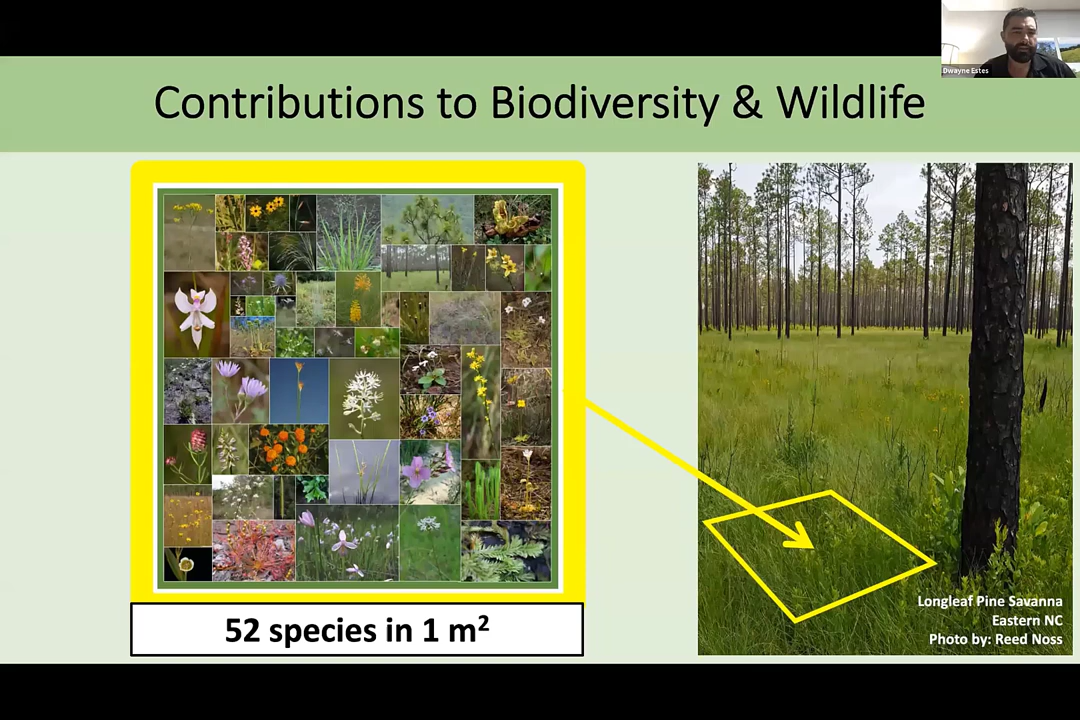 Dwayne Estes
Contributions to Biodiversity & Wildlife
52 species in 1 m²
Longleaf Pine Savanna
Eastern NC
Photo by: Reed Noss